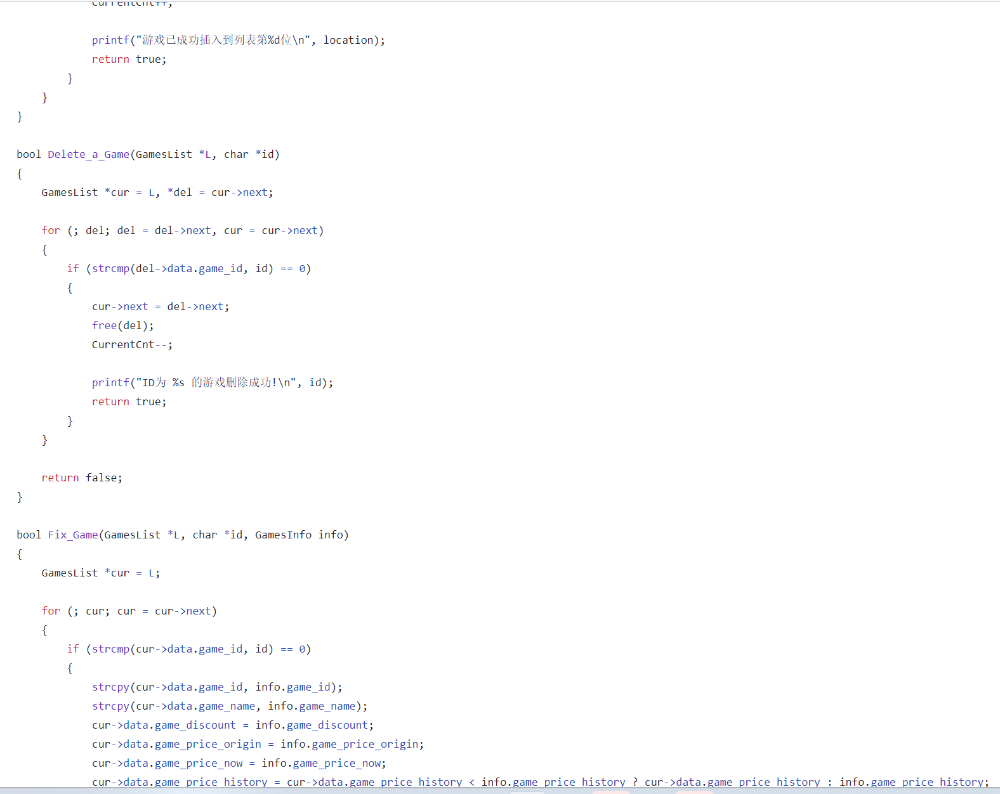 CurrentCnt++;
printf("游戏已成功插入到列表第%d位\n", location);
return true;
}
}
}
bool Delete_a_Game(GamesList *L, char *id)
{
GamesList *cur = L, *del = cur->next;
for (; del; del = del->next, cur = cur->next)
{
if (strcmp(del->data.game_id, id) == 0)
{
cur->next = del->next;
free(del);
CurrentCnt--;
printf("ID为 %s 的游戏删除成功!\n", id);
return true;
}
}
return false;
}
bool Fix_Game(GamesList *L, char *id, GamesInfo info)
{
GamesList *cur = L;
for (; cur; cur = cur->next)
{
if (strcmp(cur->data.game_id, id) == 0)
{
strcpy(cur->data.game_id, info.game_id);
strcpy(cur->data.game_name, info.game_name);
cur->data.game_discount = info.game_discount;
cur->data.game_price_origin = info.game_price_origin;
cur->data.game_price_now = info.game_price_now;
cur->data.game_price_history = cur->data.game_price_history < info.game_price_history ? cur->data.game_price_history : info.game_price_history;